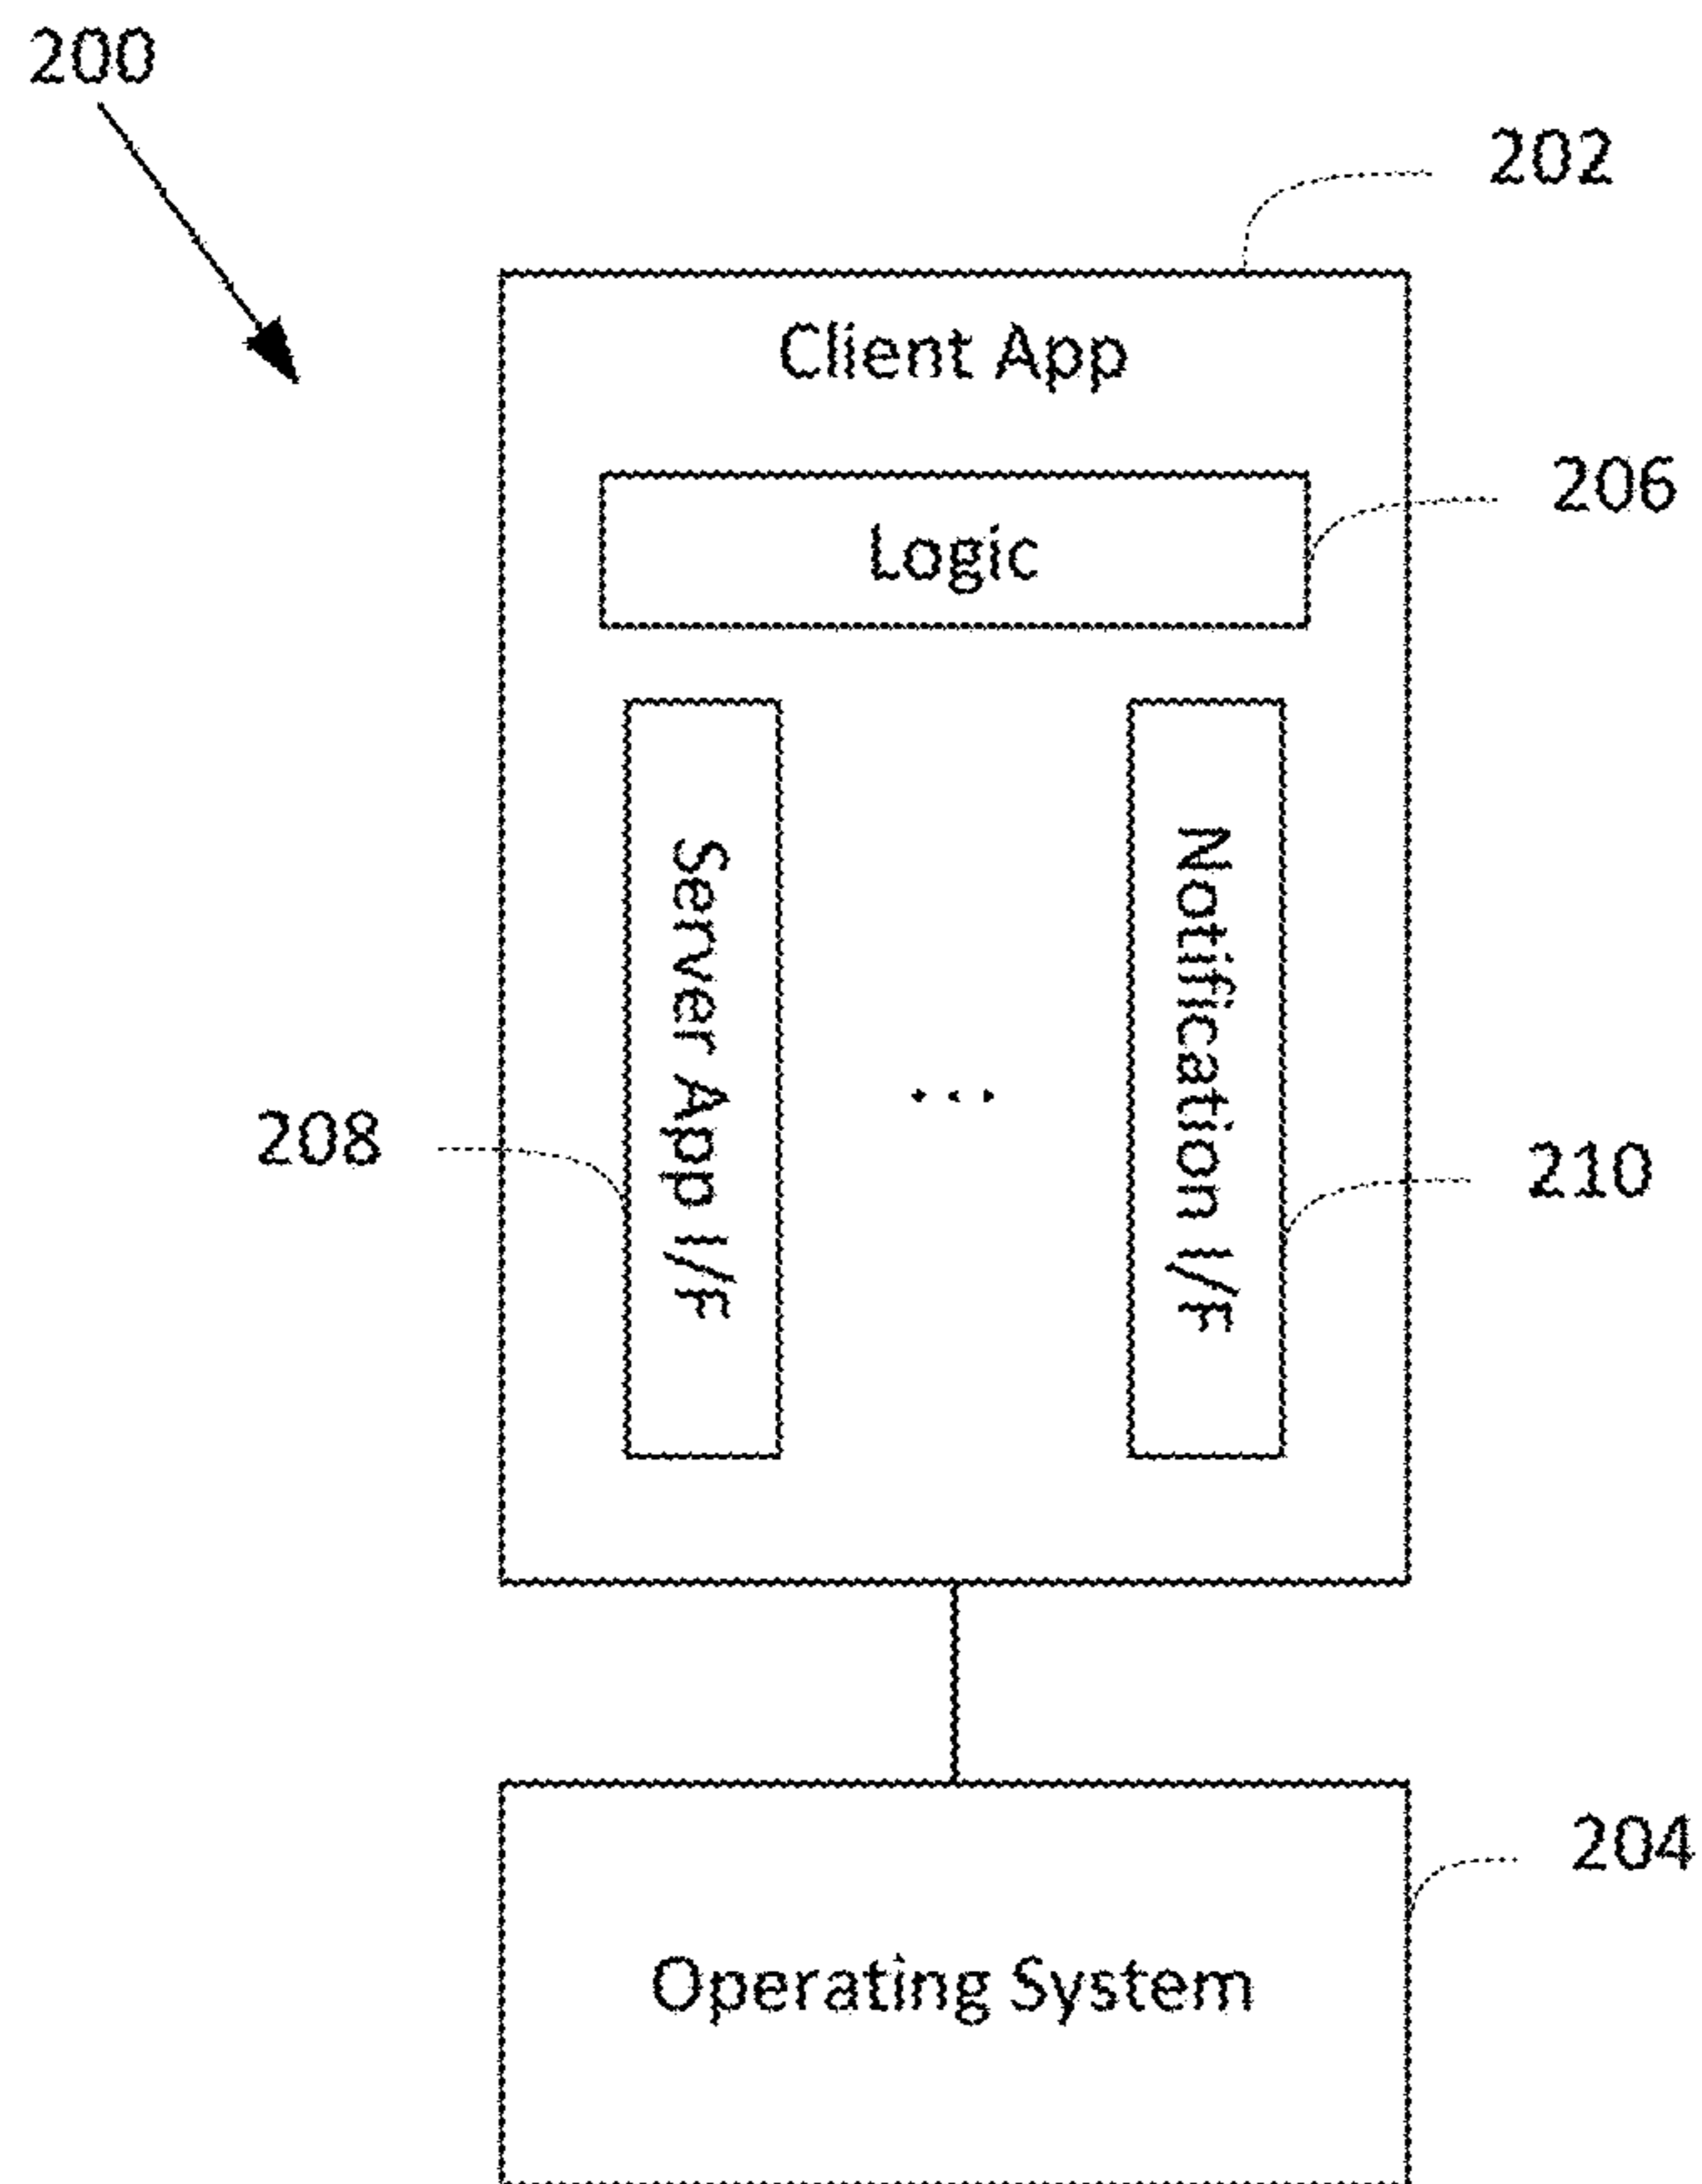 200
202
Client App
206
Logic
Server App I/F
...
Notification I/F
208
210
204
Operating System